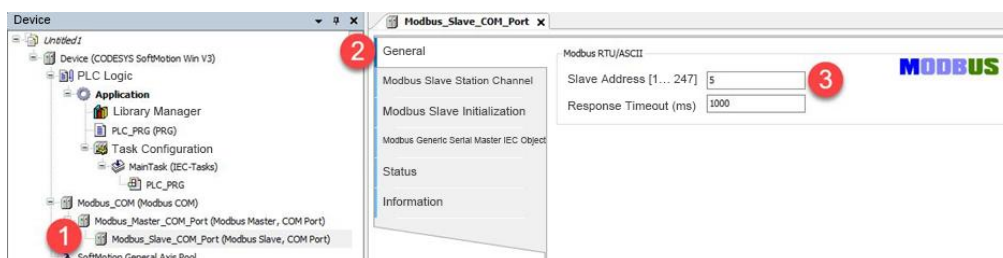 Device
Untitled1
Device (CODESYS SoftMotion Win V3)
PLC Logic
Application
Library Manager
PLC_PRG (PRG)
Task Configuration
MainTask (IEC-Tasks)
PLC_PRG
Modbus_COM (Modbus COM)
Modbus_Master_COM_Port (Modbus Master, COM Port)
1
Modbus_Slave_COM_Port (Modbus Slave, COM Port)
SoftMotion General Axis Pool
Modbus_Slave_COM_Port
2
General
Modbus Slave Station Channel
Modbus Slave Initialization
Modbus Generic Serial Master IEC Object
Status
Information
Modbus RTU/ASCII
Slave Address [1... 247] 5
3
MODBUS
Response Timeout (ms) 1000